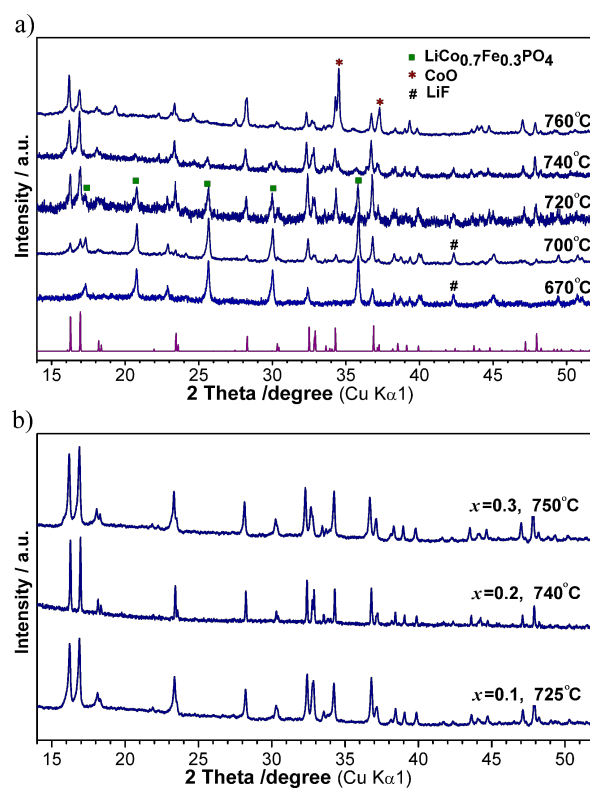 a)
■ LiCo0.7Fe0.3PO4
* CoO
# LiF
760°C
740°C
720°C
700°C
#
670°C
#
Intensity / a.u.
15 20 25 30 35 40 45 50
2 Theta /degree (Cu Kα1)
b)
x=0.3, 750°C
x=0.2, 740°C
x=0.1, 725°C
Intensity / a.u.
15 20 25 30 35 40 45 50
2 Theta /degree (Cu Kα1)